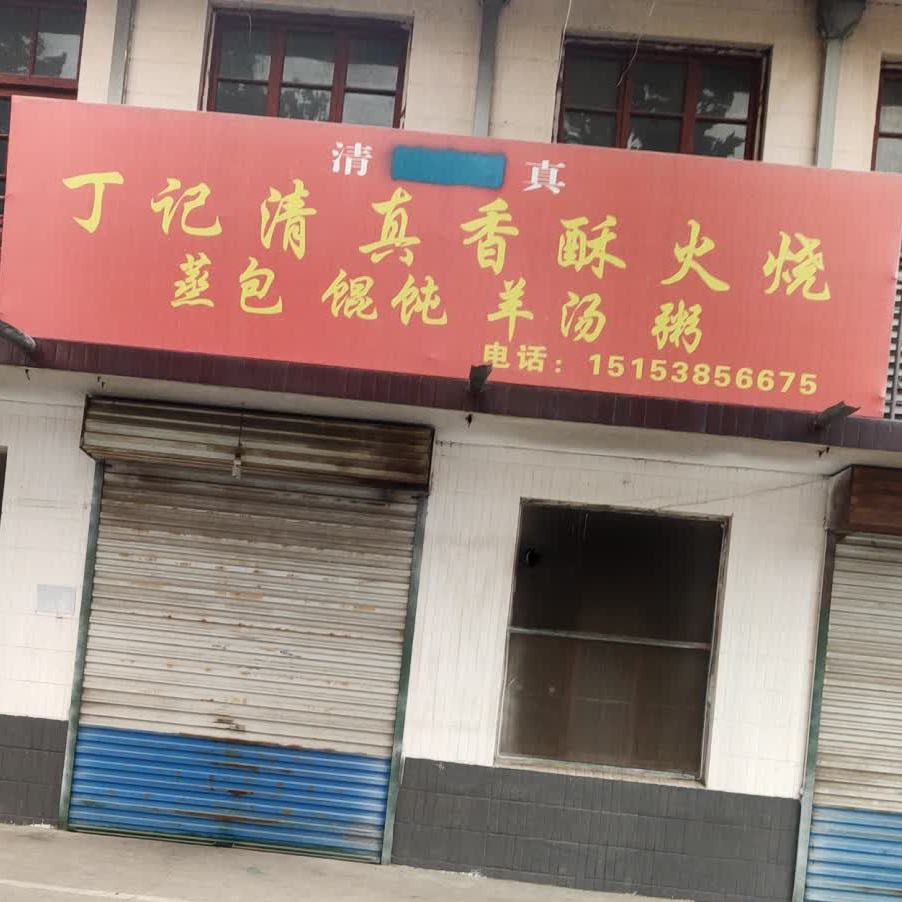 清 真
丁记清真香酥火烧
蒸包 馄饨 羊汤 粥
电话：15153856675